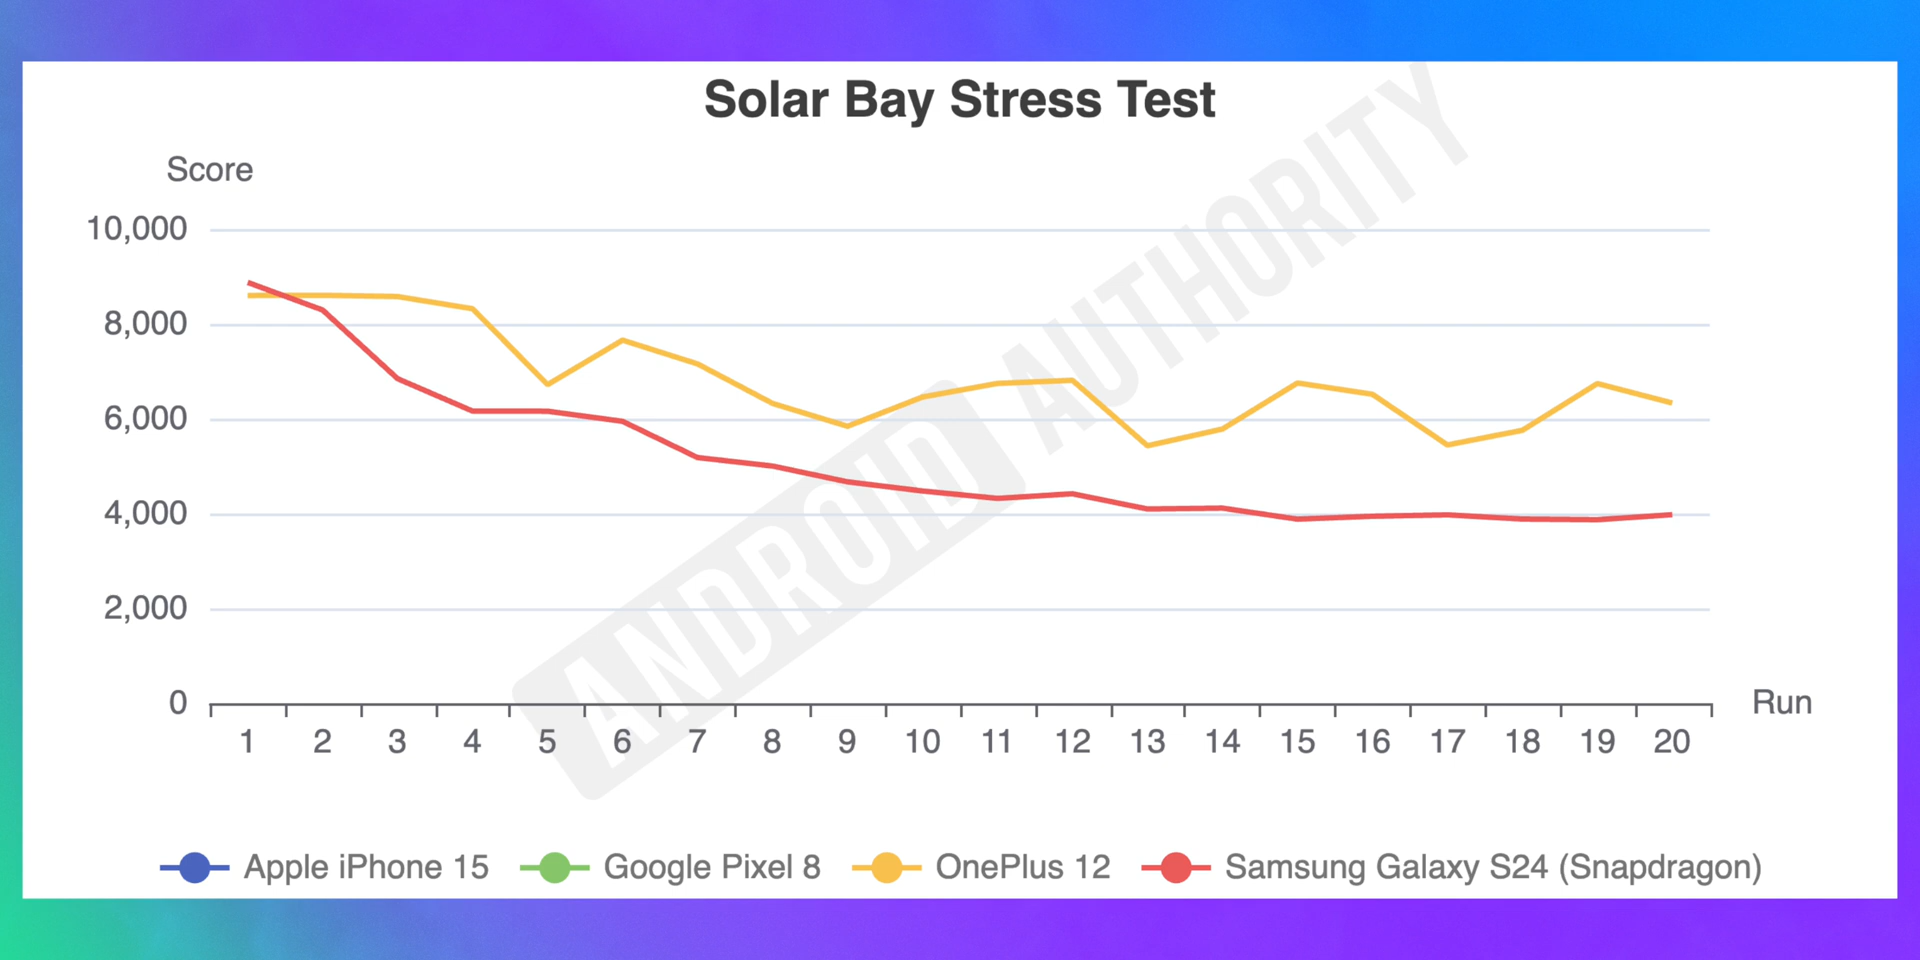 Solar Bay Stress Test
Score
10,000
8,000
6,000
4,000
2,000
0
Run
1 2 3 4 5 6 7 8 9 10 11 12 13 14 15 16 17 18 19 20
ANDROID AUTHORITY
Apple iPhone 15 Google Pixel 8 OnePlus 12 Samsung Galaxy S24 (Snapdragon)